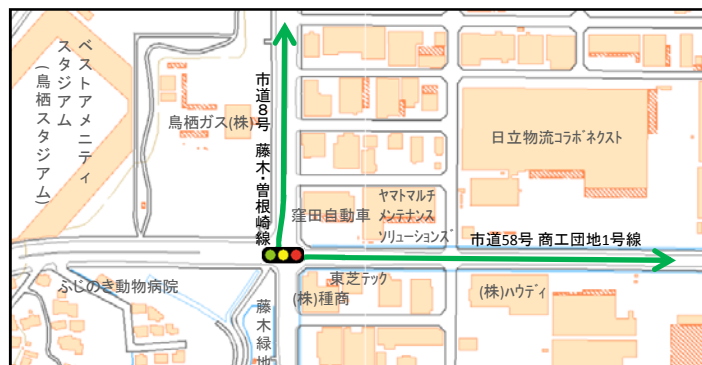 ベストアメニティ
スタジアム
(鳥栖スタジアム)
鳥栖ガス(株)
市道8号 藤木・曽根崎線
日立物流コラボネクスト
窪田自動車
ヤマトマルチ
メンテナンス
ソリューションズ
市道58号 商工団地1号線
ふじのき動物病院
藤木緑地
東芝テック
(株)種商
(株)ハウディ